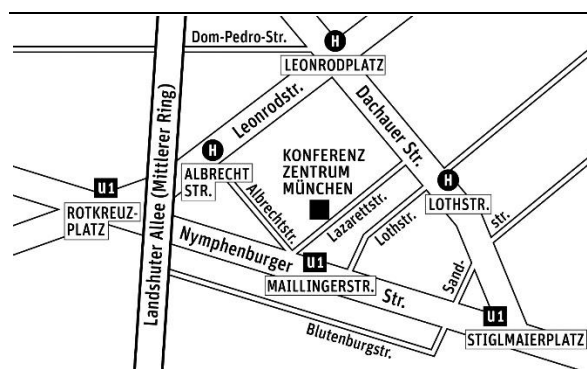 Dom-Pedro-Str.
H
LEONRODPLATZ
Leonrodstr.
Dachauer Str.
Landshuter Allee (Mittlerer Ring)
H
ALBRECHT
STR.
KONFERENZ
ZENTRUM
MÜNCHEN
H
LOTHSTR.
U1
ROTKREUZ-
PLATZ
Albrechtstr.
Lazarettstr.
Lothstr.
Sand-
str.
Nymphenburger
Str.
U1
MAILLINGERSTR.
U1
STIGLMAIERPLATZ
Blutenburgstr.